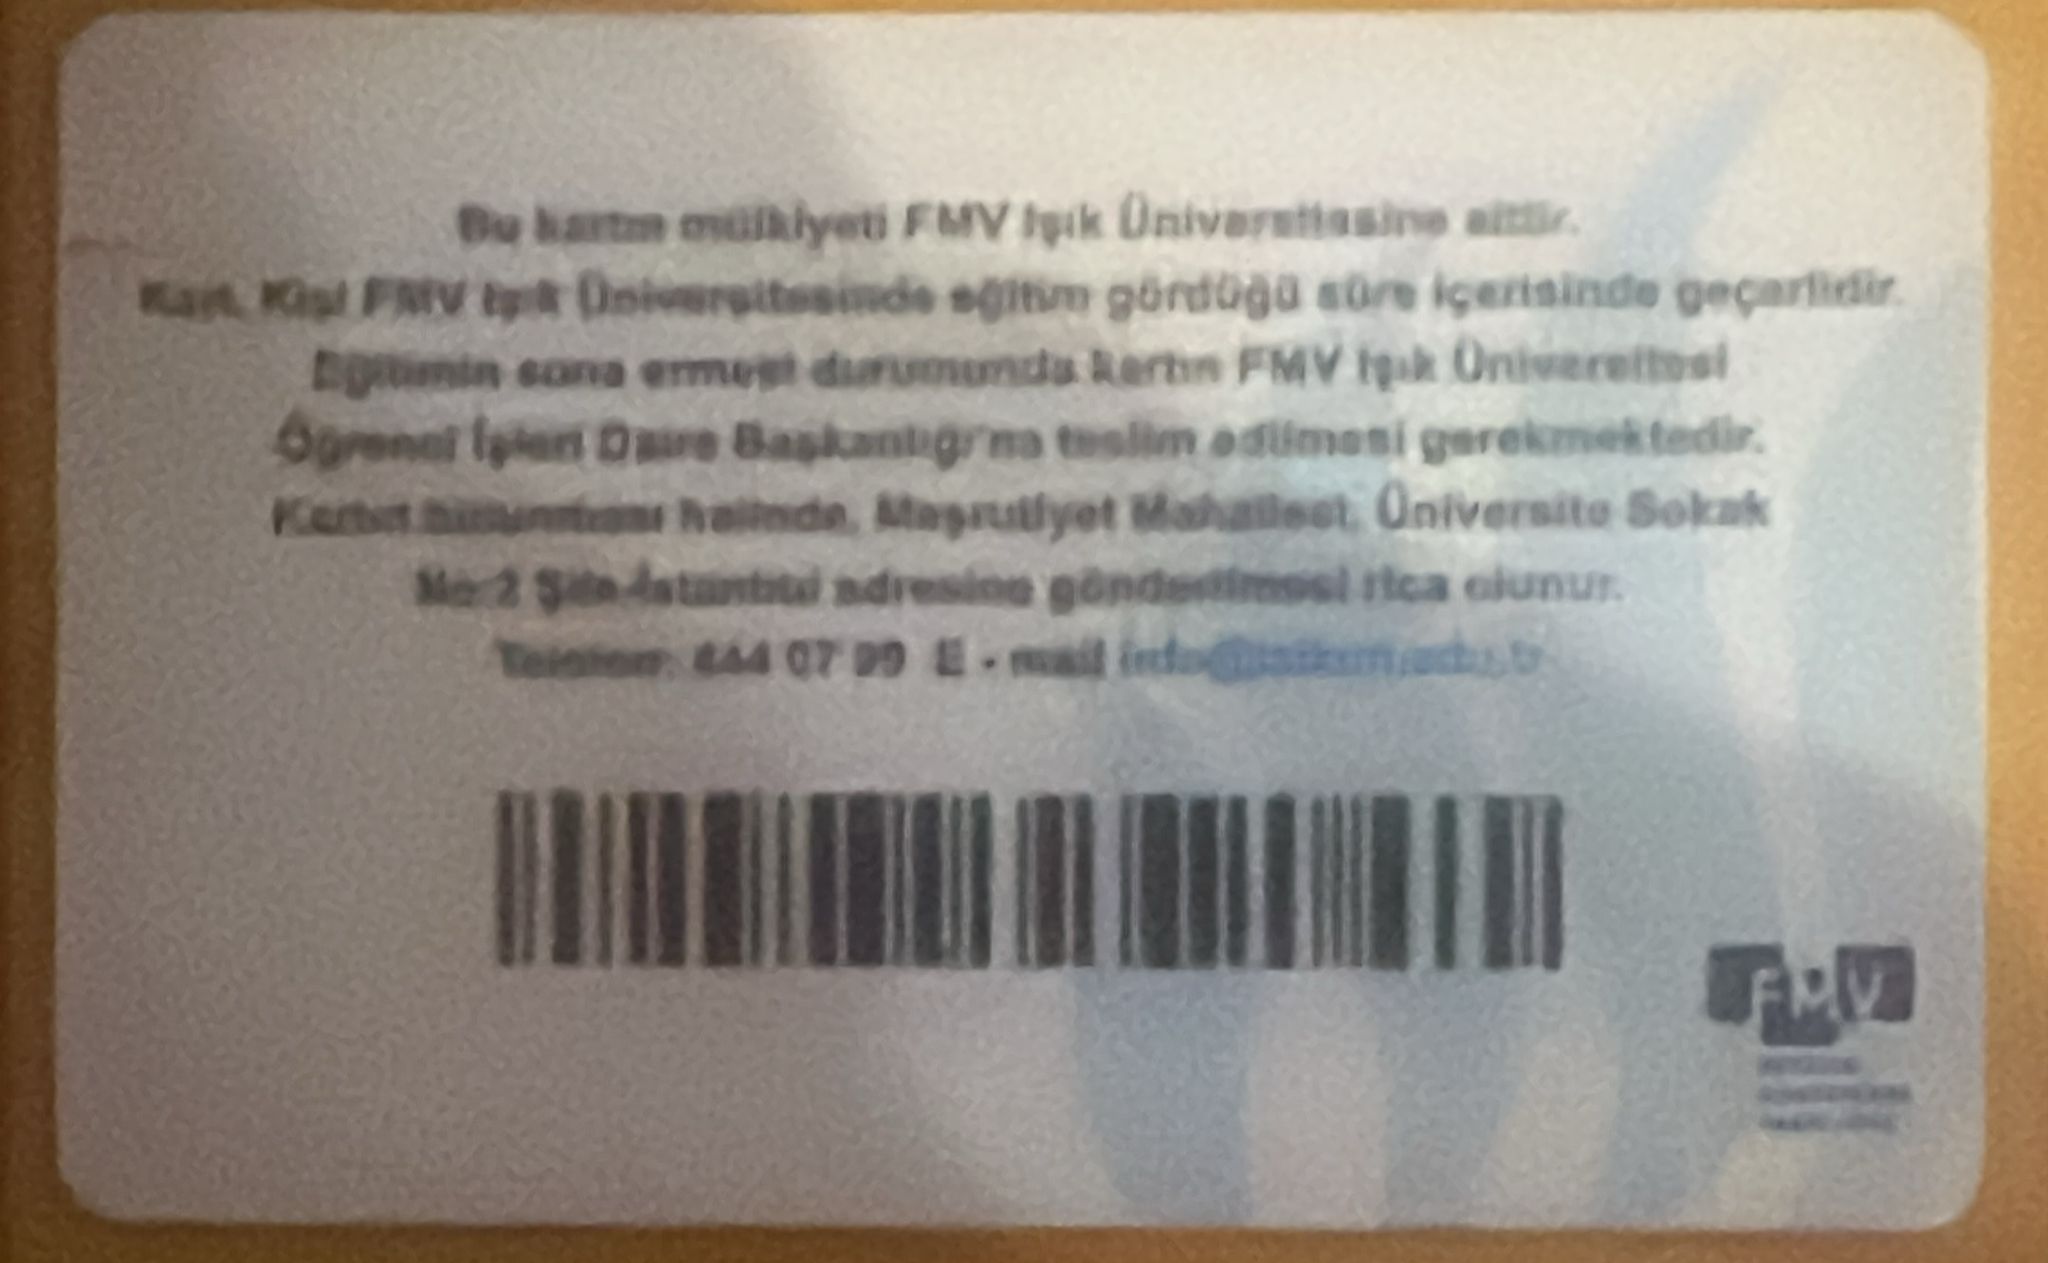 Bu kartın mülkiyeti FMV Işık Üniversitesine aittir.
Kart, Kişi FMV Işık Üniversitesinde eğitim gördüğü süre içerisinde geçerlidir.
Eğitimin sona ermesi durumunda kartın FMV Işık Üniversitesi
Öğrenci İşleri Daire Başkanlığı'na teslim edilmesi gerekmektedir.
Kartın bulunması halinde, Meşrutiyet Mahallesi, Üniversite Sokak
No:2 Şile-İstanbul adresine gönderilmesi rica olunur.
Telefon: 444 07 99 E - mail
FMV